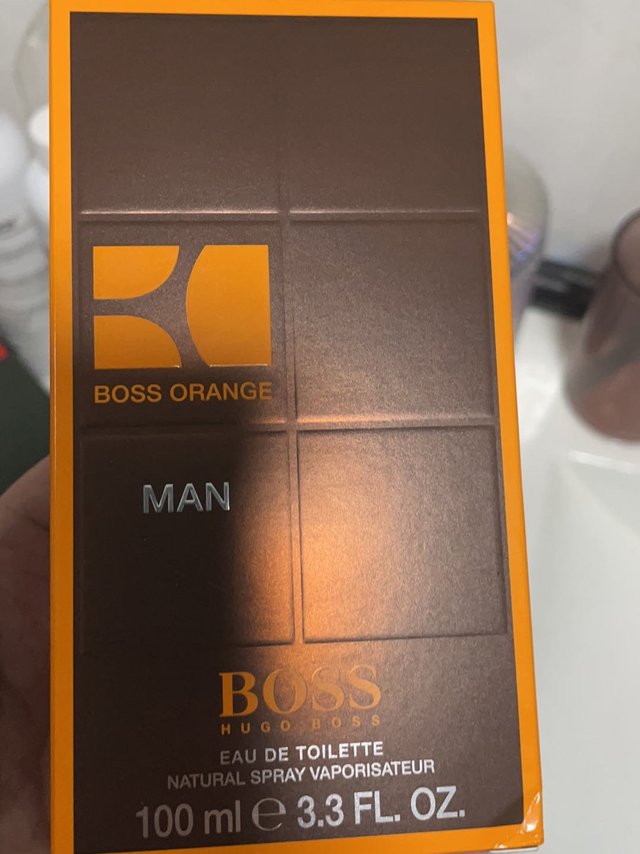 BOSS ORANGE
MAN
BOSS
HUGO BOSS
EAU DE TOILETTE
NATURAL SPRAY VAPORISATEUR
100 ml ℮ 3.3 FL. OZ.